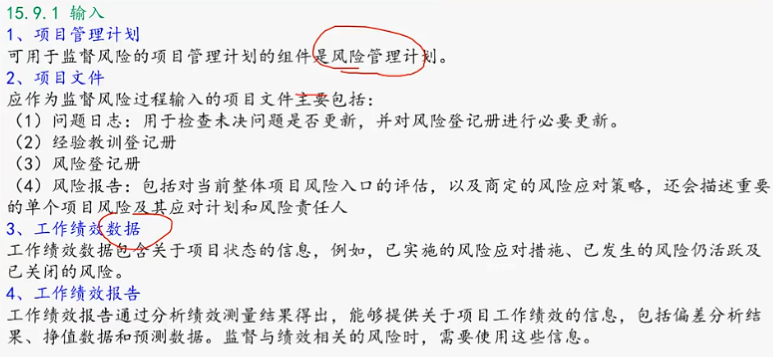 15.9.1 输入
1、项目管理计划
可用于监督风险的项目管理计划的组件是风险管理计划。
2、项目文件
应作为监督风险过程输入的项目文件主要包括：
（1）问题日志：用于检查未决问题是否更新，并对风险登记册进行必要更新。
（2）经验教训登记册
（3）风险登记册
（4）风险报告：包括对当前整体项目风险入口的评估，以及商定的风险应对策略，还会描述重要
的单个项目风险及其应对计划和风险责任人
3、工作绩效数据
工作绩效数据包含关于项目状态的信息，例如，已实施的风险应对措施、已发生的风险仍活跃及
已关闭的风险。
4、工作绩效报告
工作绩效报告通过分析绩效测量结果得出，能够提供关于项目工作绩效的信息，包括偏差分析结
果、挣值数据和预测数据。监督与绩效相关的风险时，需要使用这些信息。